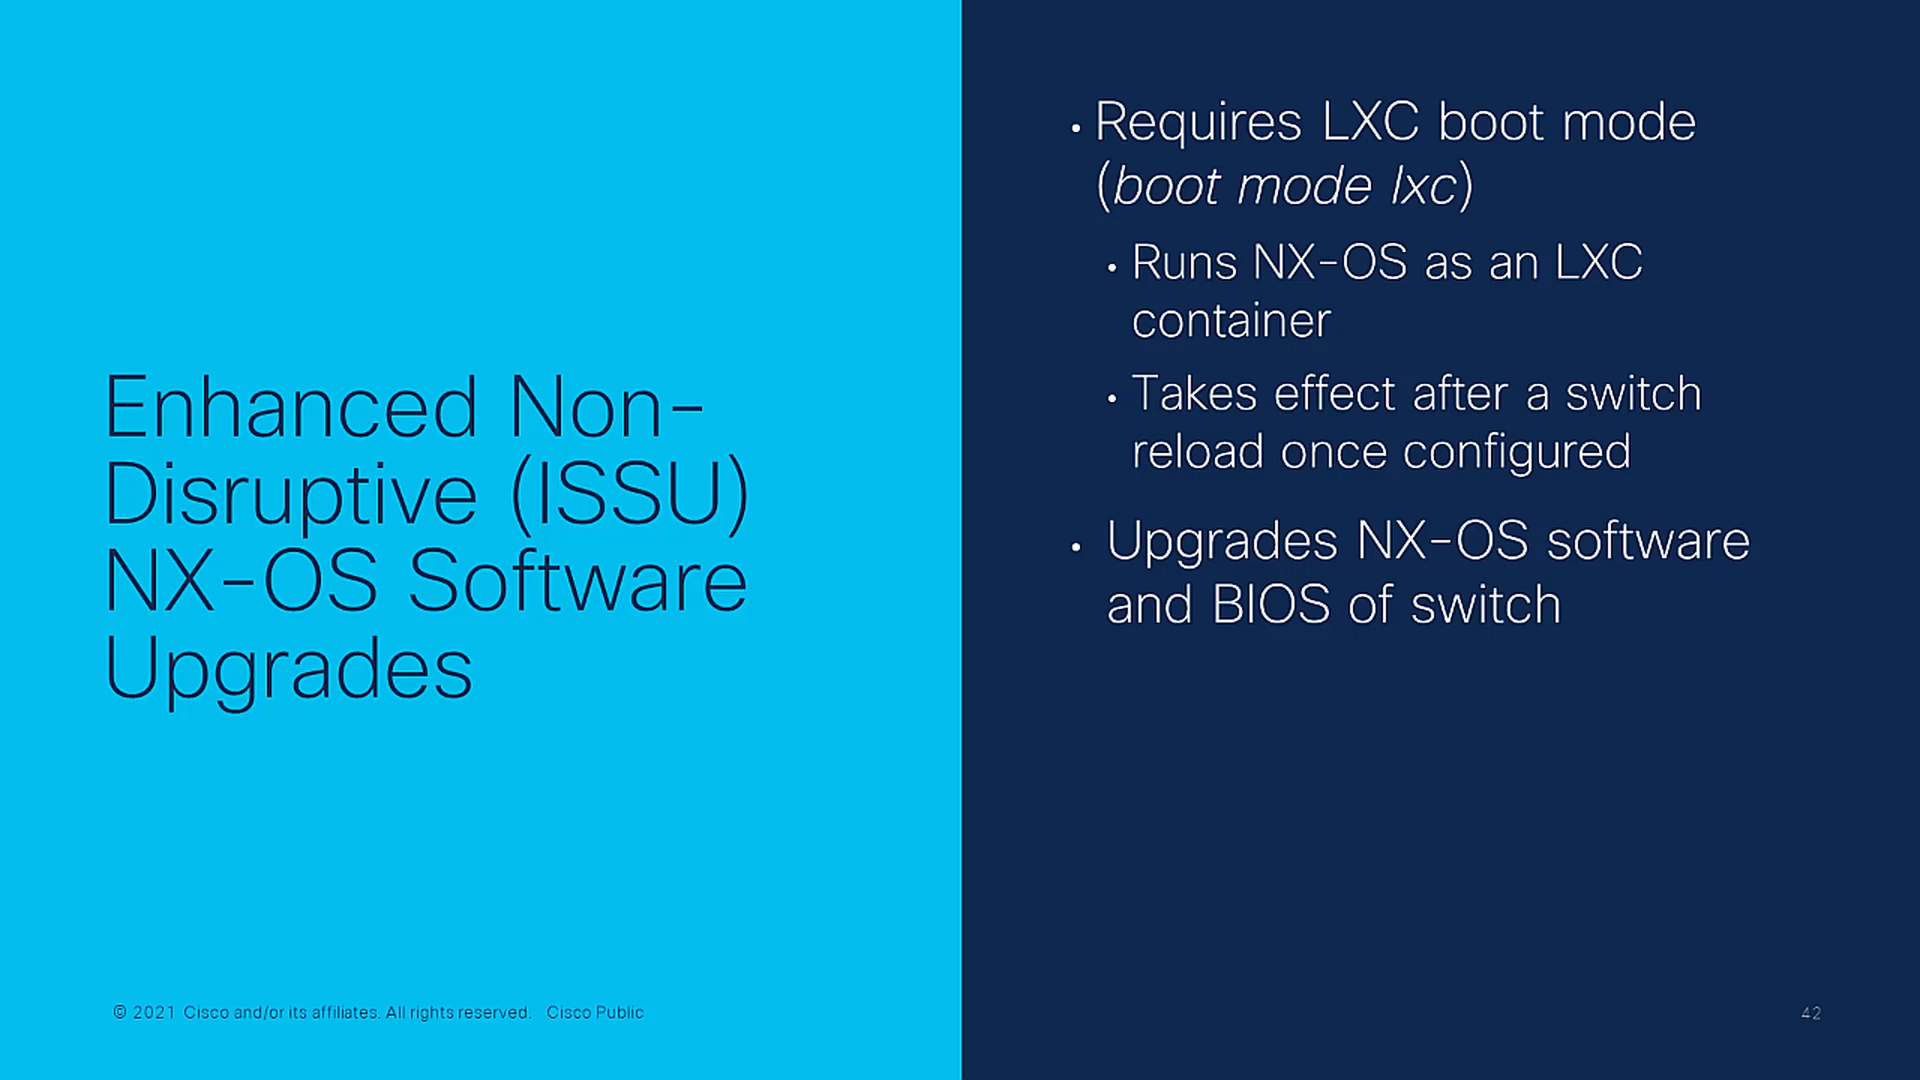 Enhanced Non-
Disruptive (ISSU)
NX-OS Software
Upgrades
• Requires LXC boot mode
(boot mode lxc)
• Runs NX-OS as an LXC
container
• Takes effect after a switch
reload once configured
• Upgrades NX-OS software
and BIOS of switch
© 2021 Cisco and/or its affiliates. All rights reserved. Cisco Public
42